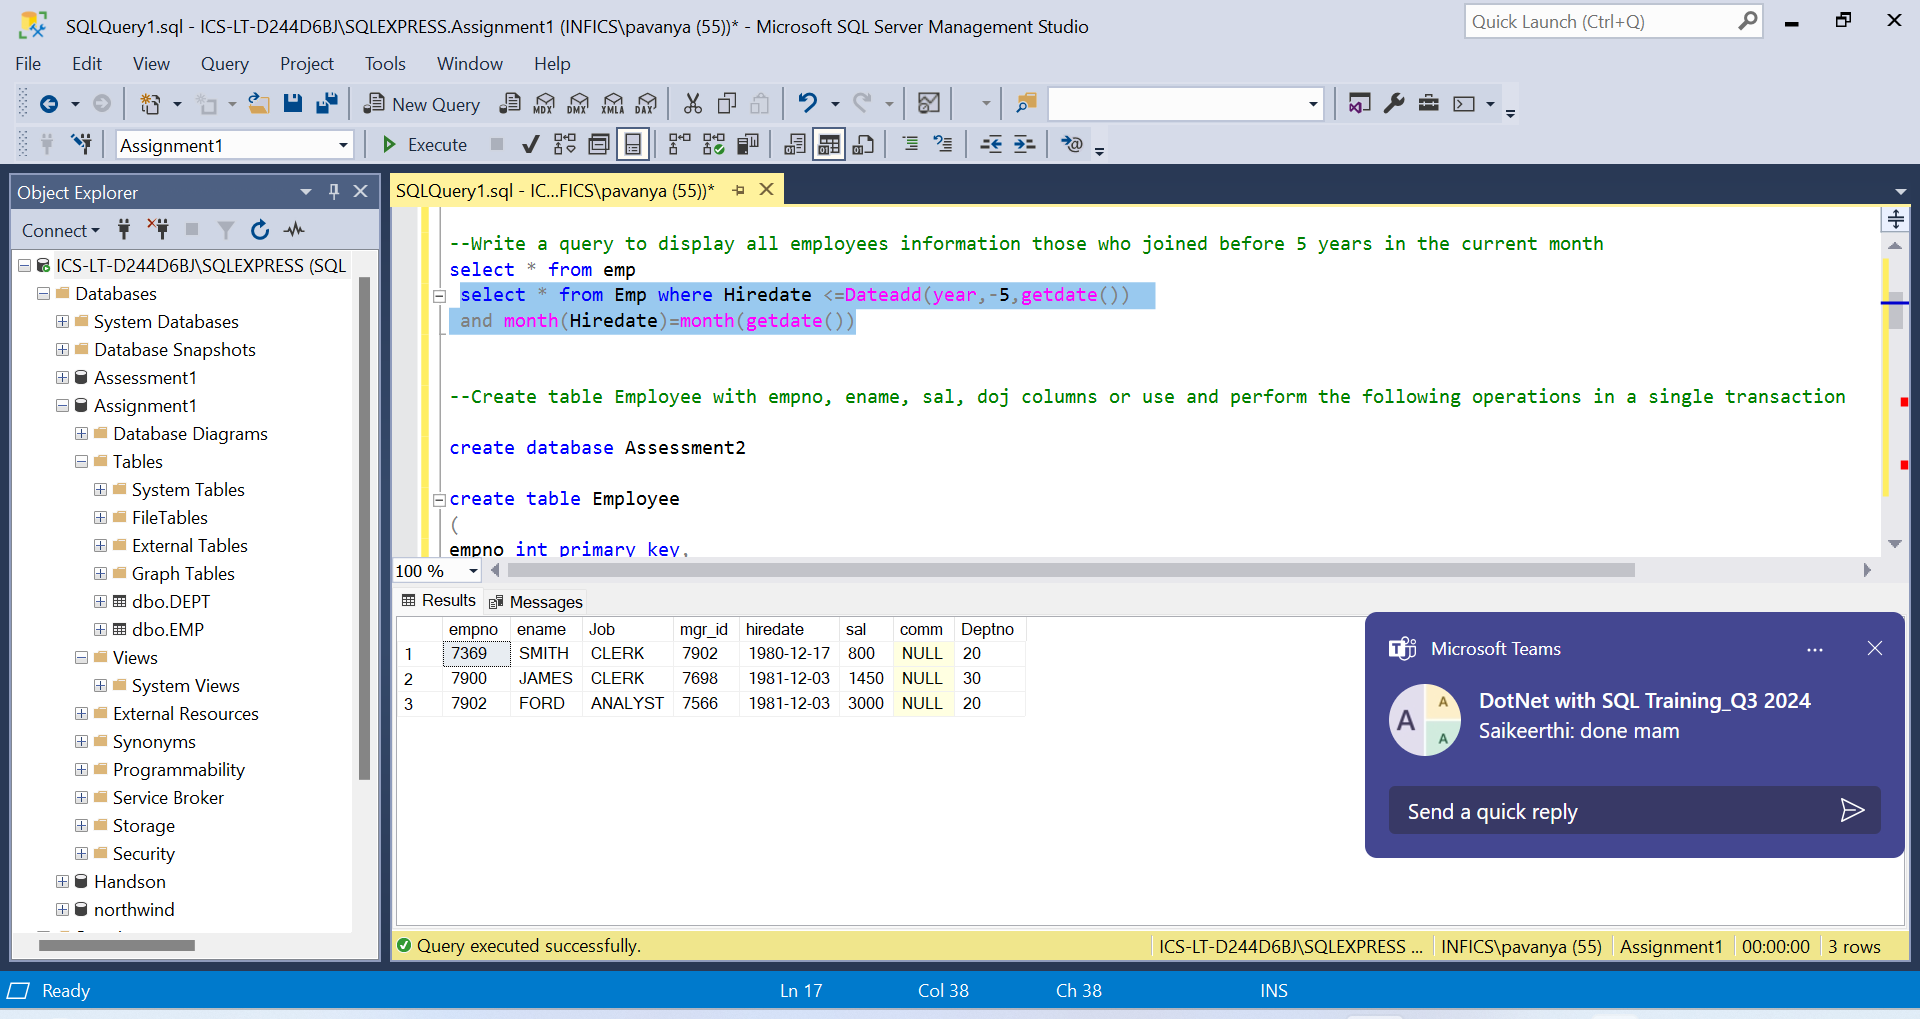 SQLQuery1.sql - ICS-LT-D244D6BJ\SQLEXPRESS.Assignment1 (INFICS\pavanya (55))* - Microsoft SQL Server Management Studio
Quick Launch (Ctrl+Q)
File Edit View Query Project Tools Window Help
New Query MDX DMX XMLA DAX
Assignment1 Execute
Object Explorer
Connect
ICS-LT-D244D6BJ\SQLEXPRESS (SQL
Databases
System Databases
Database Snapshots
Assessment1
Assignment1
Database Diagrams
Tables
System Tables
FileTables
External Tables
Graph Tables
dbo.DEPT
dbo.EMP
Views
System Views
External Resources
Synonyms
Programmability
Service Broker
Storage
Security
Handson
northwind
SQLQuery1.sql - IC...FICS\pavanya (55))*
--Write a query to display all employees information those who joined before 5 years in the current month
select * from emp
select * from Emp where Hiredate <=Dateadd(year,-5,getdate())
and month(Hiredate)=month(getdate())
--Create table Employee with empno, ename, sal, doj columns or use and perform the following operations in a single transaction
create database Assessment2
create table Employee
(
empno int primary key,
100 %
Results Messages
empno ename Job mgr_id hiredate sal comm Deptno
1 7369 SMITH CLERK 7902 1980-12-17 800 NULL 20
2 7900 JAMES CLERK 7698 1981-12-03 1450 NULL 30
3 7902 FORD ANALYST 7566 1981-12-03 3000 NULL 20
Microsoft Teams
A A A
DotNet with SQL Training_Q3 2024
Saikeerthi: done mam
Send a quick reply
Query executed successfully.
ICS-LT-D244D6BJ\SQLEXPRESS ... INFICS\pavanya (55) Assignment1 00:00:00 3 rows
Ready Ln 17 Col 38 Ch 38 INS